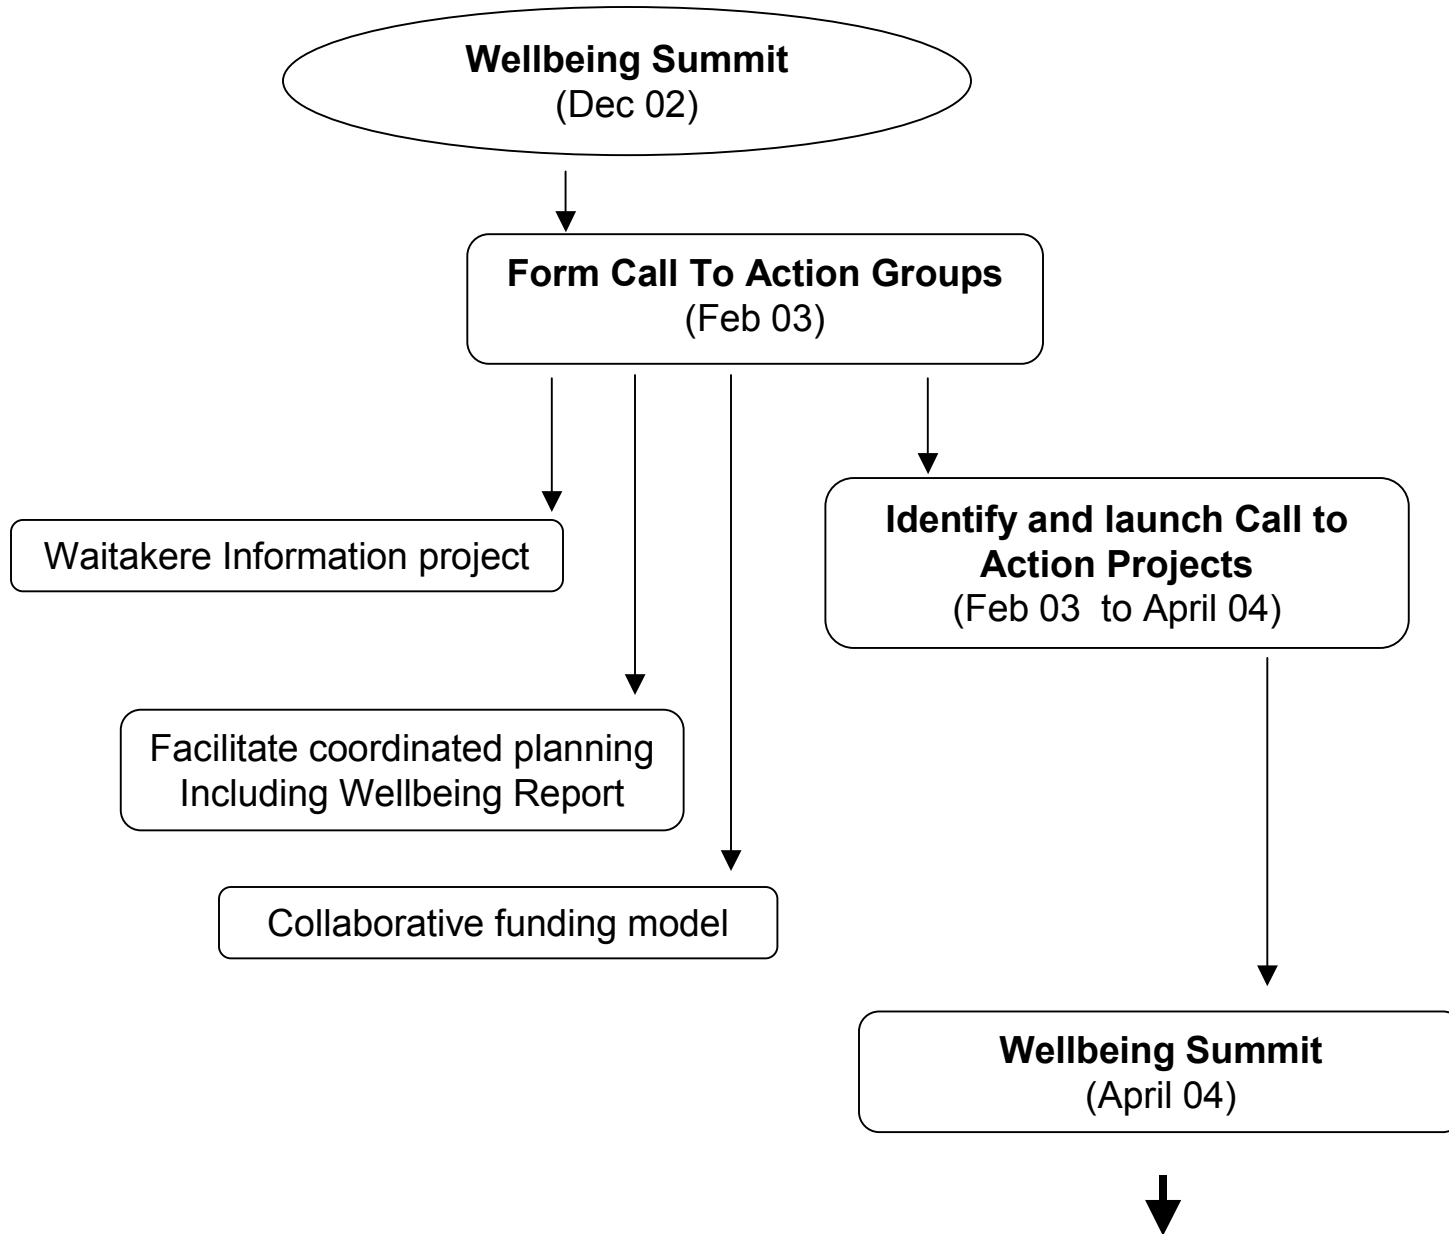 Wellbeing Summit
(Dec 02)
Form Call To Action Groups
(Feb 03)
Waitakere Information project
Identify and launch Call to
Action Projects
(Feb 03  to April 04)
Facilitate coordinated planning
Including Wellbeing Report
Collaborative funding model
Wellbeing Summit
(April 04)